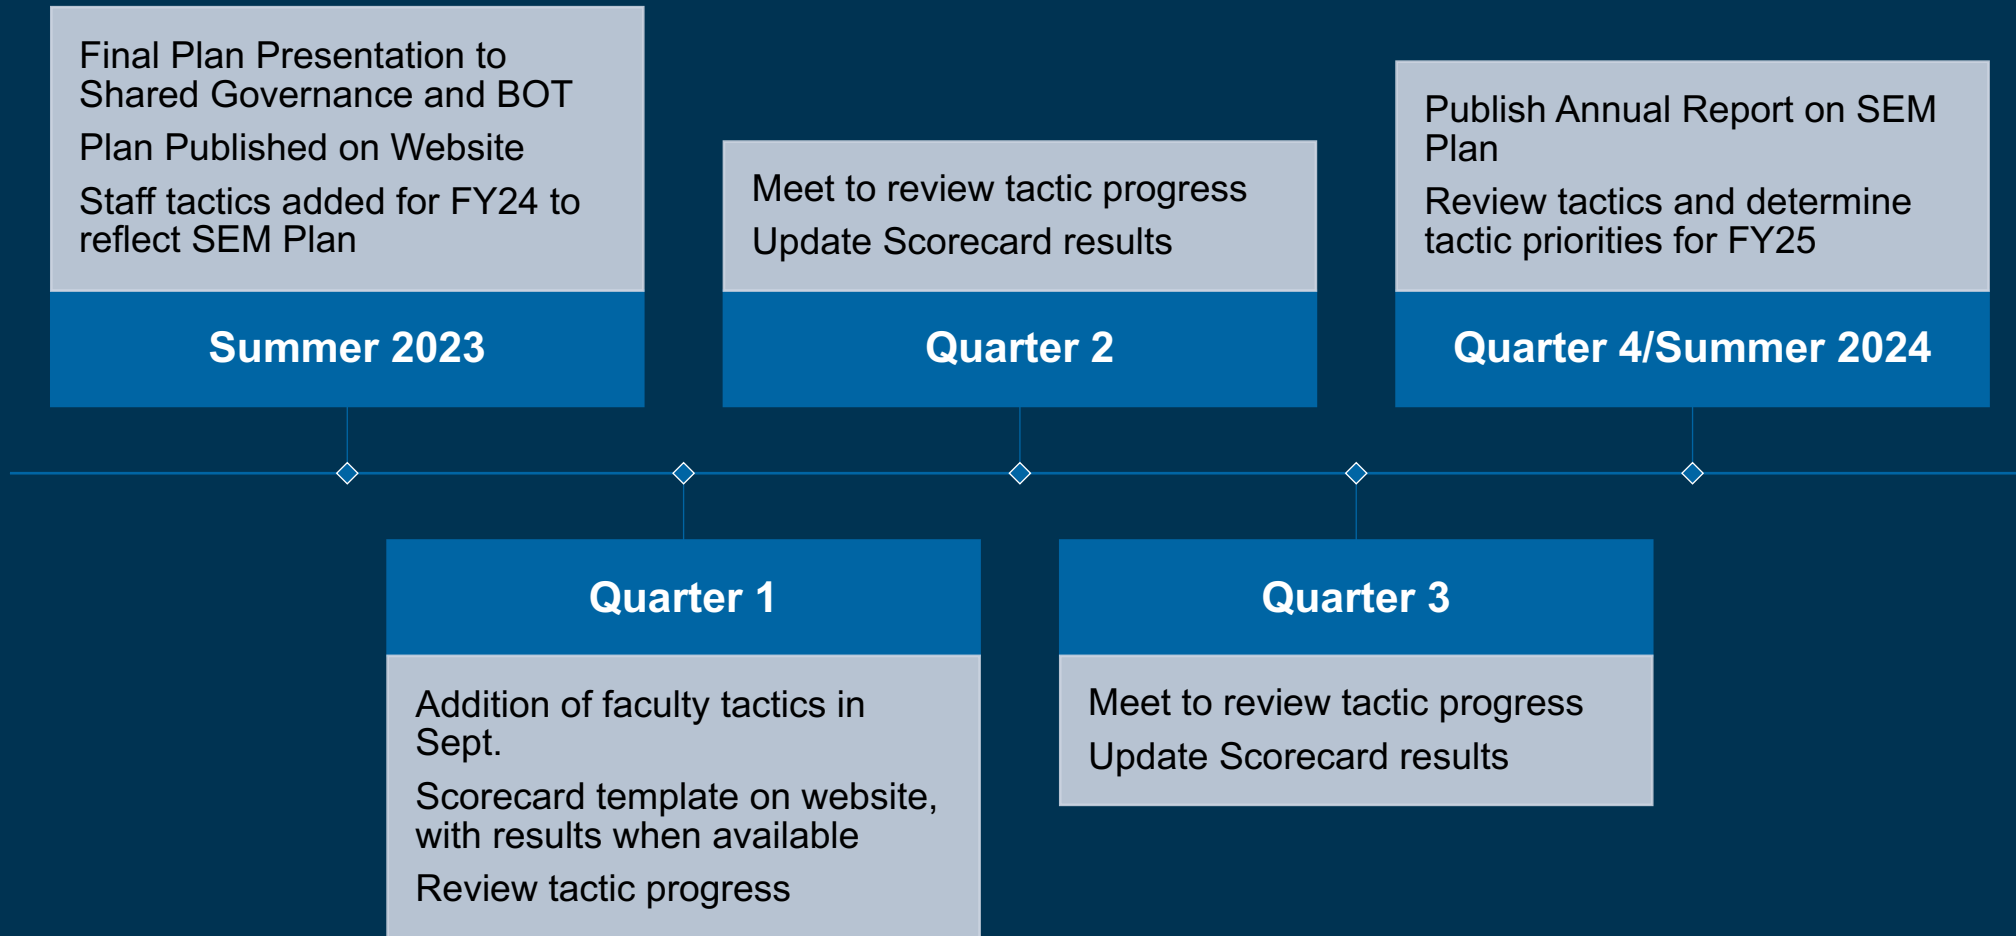 Final Plan Presentation to
Shared Governance and BOT
Plan Published on Website
Staff tactics added for FY24 to
reflect SEM Plan
Summer 2023
Addition of faculty tactics in
Sept.
Scorecard template on website,
with results when available
Review tactic progress
Quarter 1
Meet to review tactic progress
Update Scorecard results
Quarter 2
Quarter 3
Meet to review tactic progress
Update Scorecard results
Publish Annual Report on SEM
Plan
Review tactics and determine
tactic priorities for FY25
Quarter 4/Summer 2024